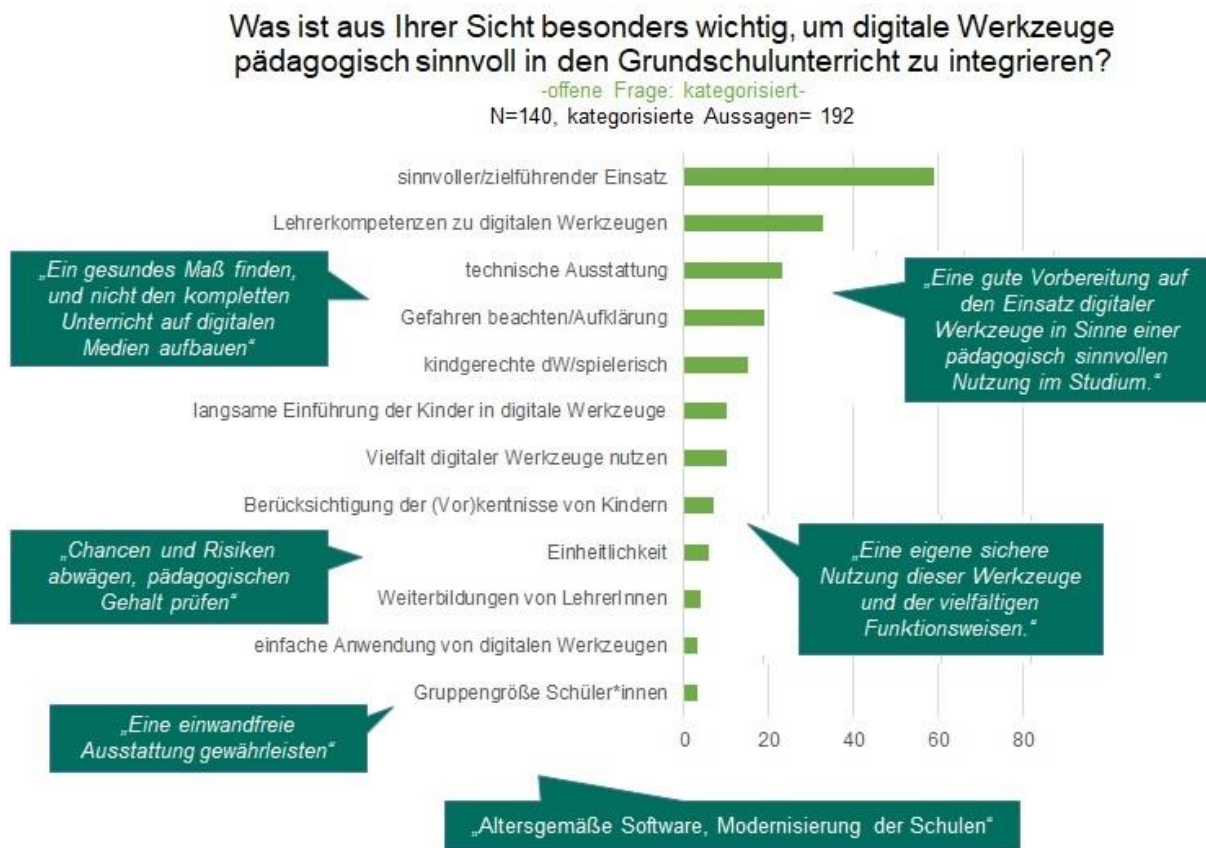 Was ist aus Ihrer Sicht besonders wichtig, um digitale Werkzeuge
pädagogisch sinnvoll in den Grundschulunterricht zu integrieren?
-offene Frage: kategorisiert-
N=140, kategorisierte Aussagen= 192
sinnvoller/zielführender Einsatz
Lehrerkompetenzen zu digitalen Werkzeugen
technische Ausstattung
Gefahren beachten/Aufklärung
kindgerechte dW/spielerisch
langsame Einführung der Kinder in digitale Werkzeuge
Vielfalt digitaler Werkzeuge nutzen
Berücksichtigung der (Vor)kentnisse von Kindern
Einheitlichkeit
Weiterbildungen von LehrerInnen
einfache Anwendung von digitalen Werkzeugen
Gruppengröße Schüler*innen
0 20 40 60 80
„Ein gesundes Maß finden,
und nicht den kompletten
Unterricht auf digitalen
Medien aufbauen“
„Eine gute Vorbereitung auf
den Einsatz digitaler
Werkzeuge in Sinne einer
pädagogisch sinnvollen
Nutzung im Studium.“
„Chancen und Risiken
abwägen, pädagogischen
Gehalt prüfen“
„Eine eigene sichere
Nutzung dieser Werkzeuge
und der vielfältigen
Funktionsweisen.“
„Eine einwandfreie
Ausstattung gewährleisten“
„Altersgemäße Software, Modernisierung der Schulen“